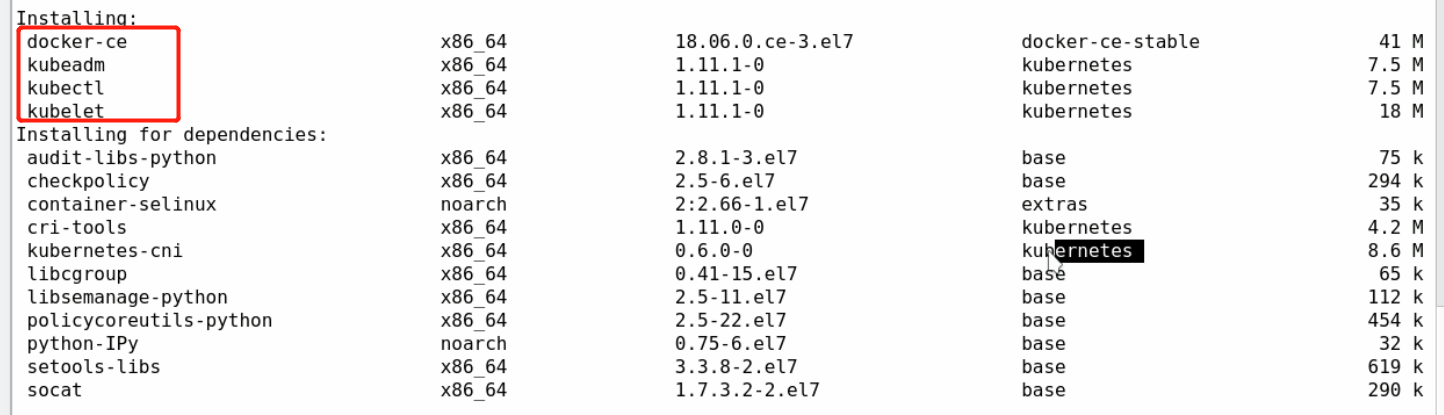 Installing:
docker-ce x86_64 18.06.0.ce-3.el7 docker-ce-stable 41 M
kubeadm x86_64 1.11.1-0 kubernetes 7.5 M
kubectl x86_64 1.11.1-0 kubernetes 7.5 M
kubelet x86_64 1.11.1-0 kubernetes 18 M
Installing for dependencies:
audit-libs-python x86_64 2.8.1-3.el7 base 75 k
checkpolicy x86_64 2.5-6.el7 base 294 k
container-selinux noarch 2:2.66-1.el7 extras 35 k
cri-tools x86_64 1.11.0-0 kubernetes 4.2 M
kubernetes-cni x86_64 0.6.0-0 kubernetes 8.6 M
libcgroup x86_64 0.41-15.el7 base 65 k
libsemanage-python x86_64 2.5-11.el7 base 112 k
policycoreutils-python x86_64 2.5-22.el7 base 454 k
python-IPy noarch 0.75-6.el7 base 32 k
setools-libs x86_64 3.3.8-2.el7 base 619 k
socat x86_64 1.7.3.2-2.el7 base 290 k